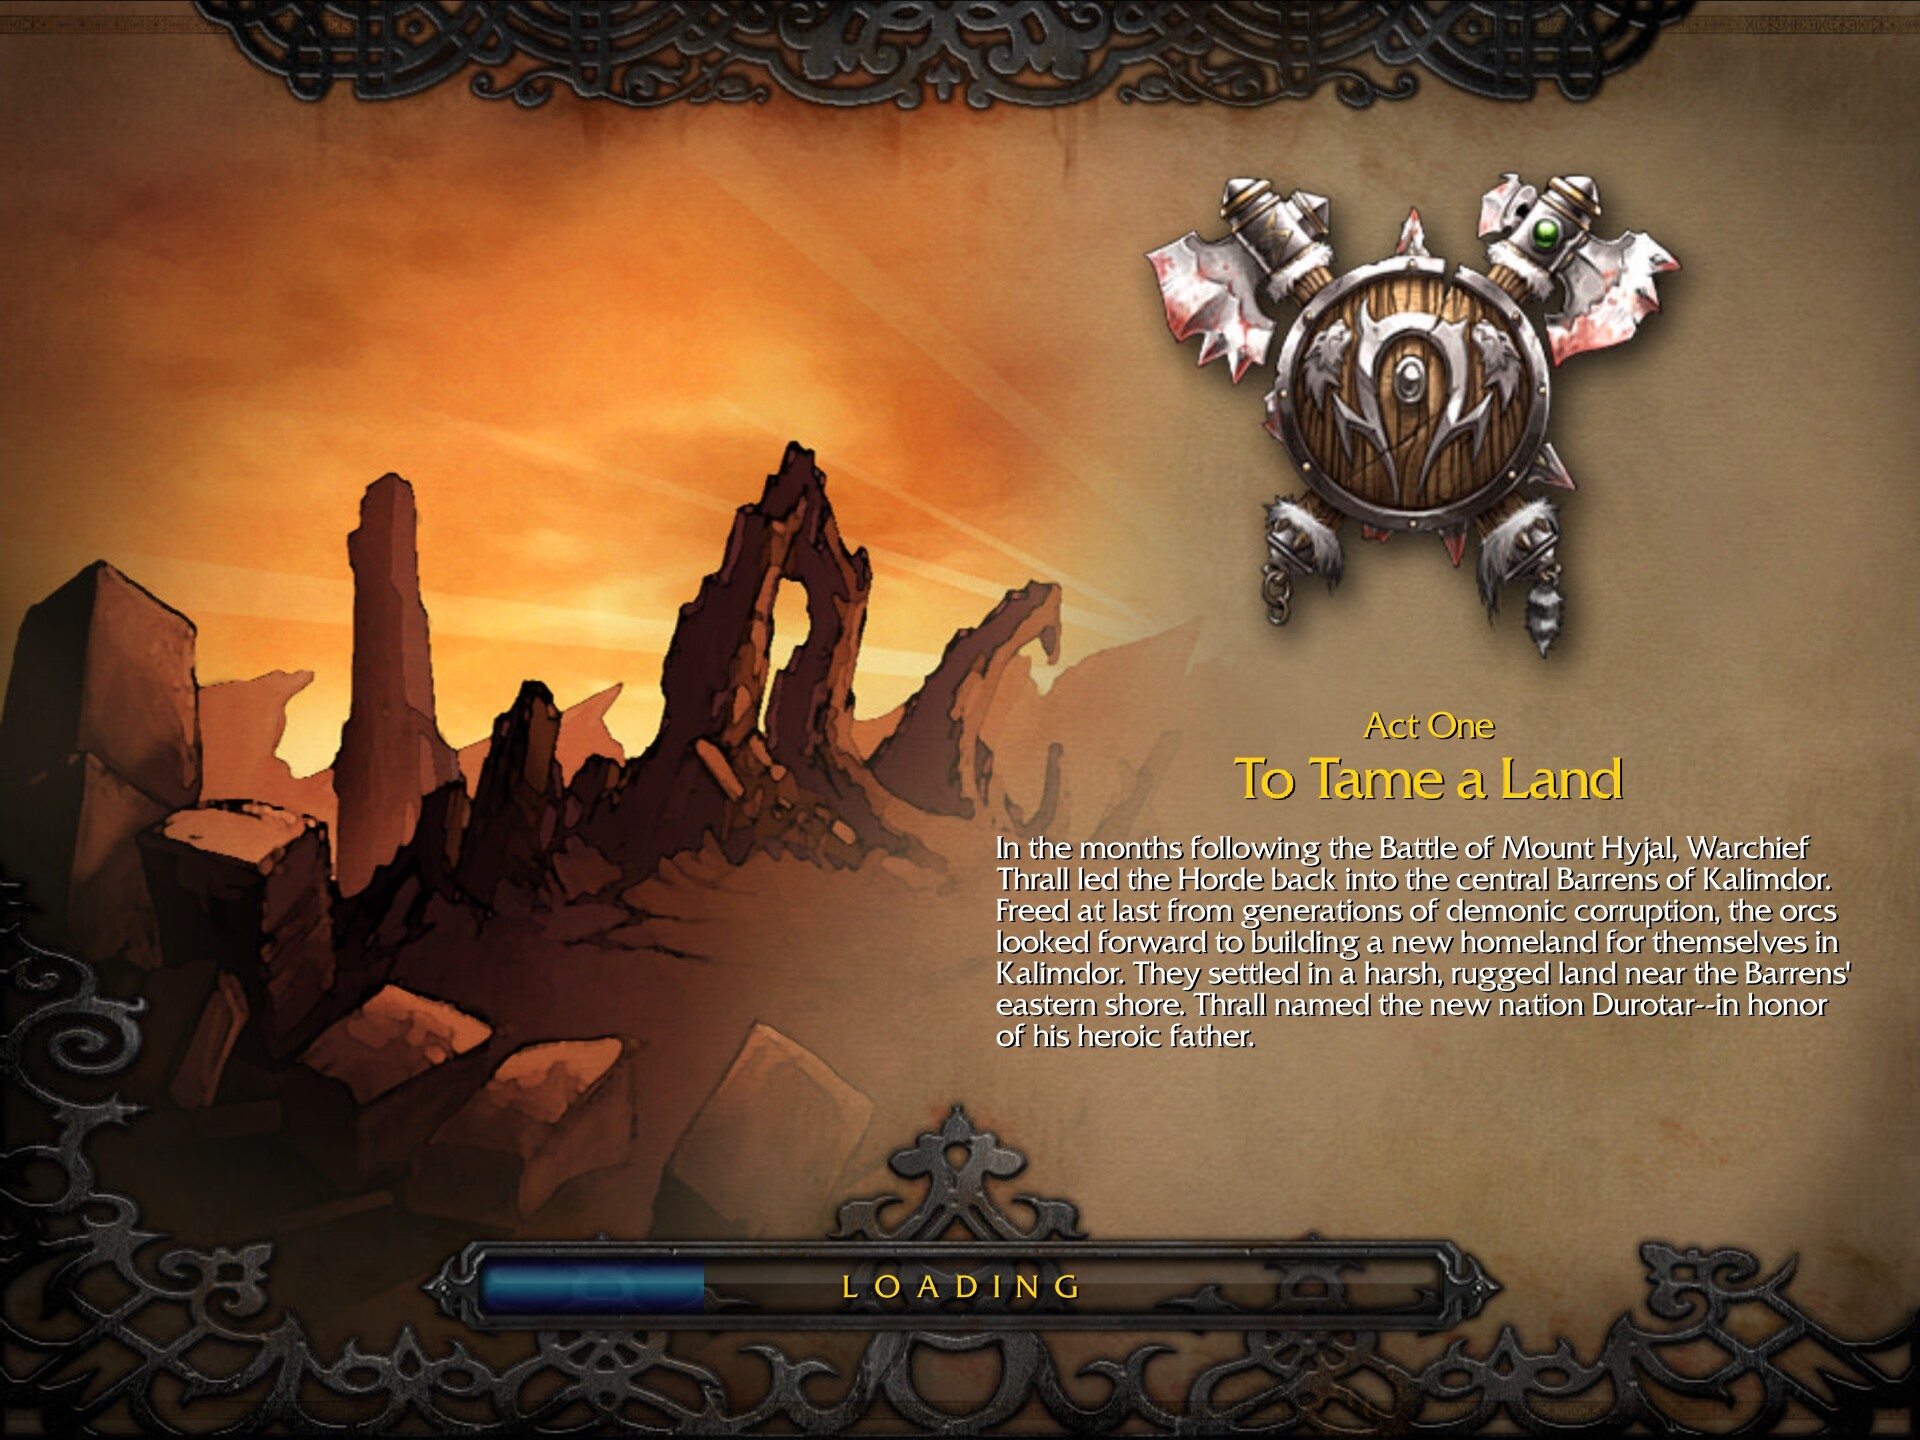 Act One
To Tame a Land
In the months following the Battle of Mount Hyjal, Warchief
Thrall led the Horde back into the central Barrens of Kalimdor.
Freed at last from generations of demonic corruption, the orcs
looked forward to building a new homeland for themselves in
Kalimdor. They settled in a harsh, rugged land near the Barrens'
eastern shore. Thrall named the new nation Durotar--in honor
of his heroic father.
LOADING